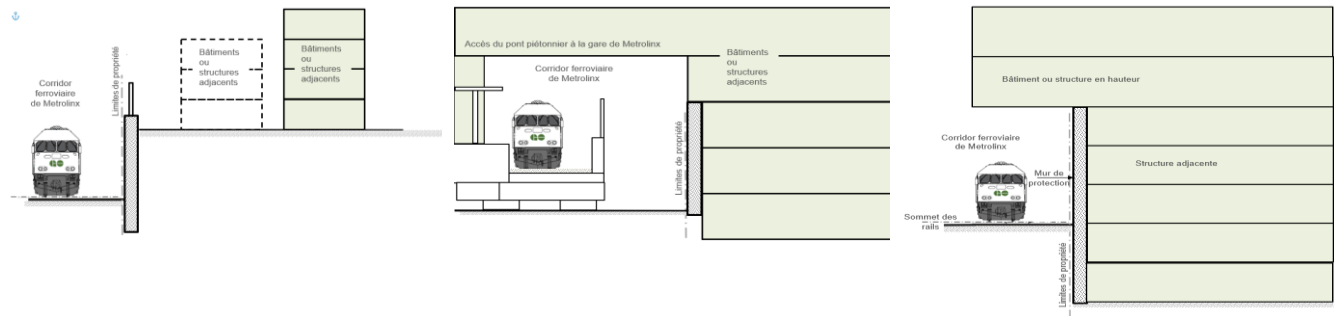 Corridor
ferroviaire
de Metrolinx
Limites de propriété
Bâtiments
ou
structures
adjacents
Bâtiments
ou
structures
adjacents
Accès du pont piétonnier à la gare de Metrolinx
Corridor ferroviaire
de Metrolinx
Bâtiments
ou
structures
adjacents
Limites de propriété
GO
Bâtiment ou structure en hauteur
Corridor ferroviaire
de Metrolinx
Mur de
protection
Structure adjacente
Sommet des
rails
Limites de propriété